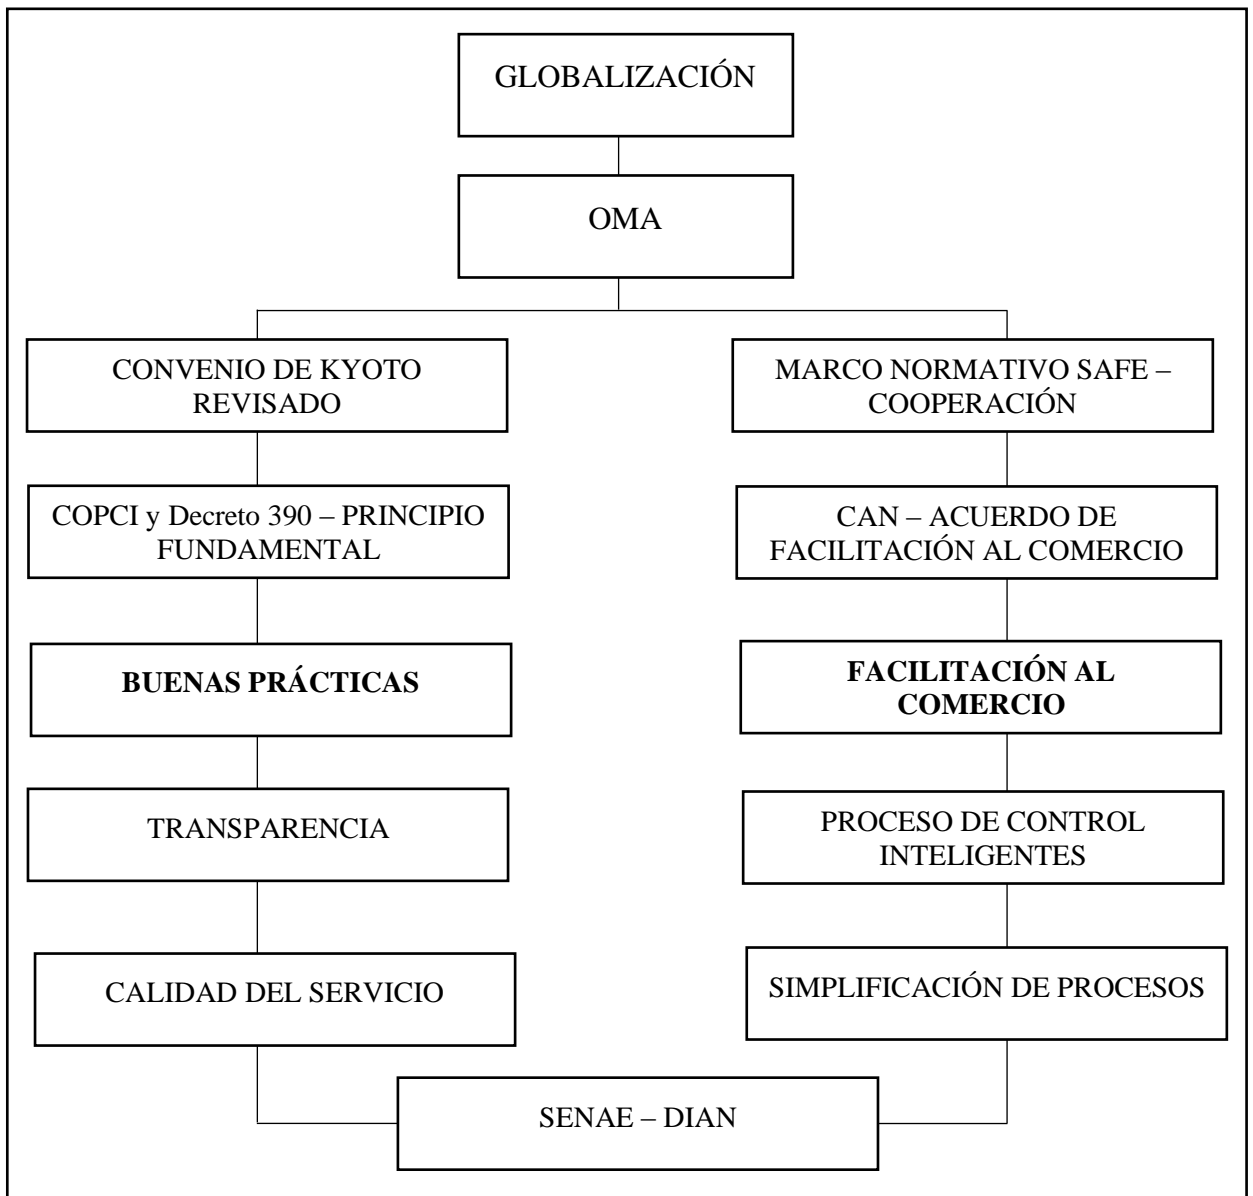 GLOBALIZACIÓN
OMA
CONVENIO DE KYOTO
REVISADO
MARCO NORMATIVO SAFE –
COOPERACIÓN
COPCI y Decreto 390 – PRINCIPIO
FUNDAMENTAL
CAN – ACUERDO DE
FACILITACIÓN AL COMERCIO
BUENAS PRÁCTICAS
FACILITACIÓN AL
COMERCIO
TRANSPARENCIA
PROCESO DE CONTROL
INTELIGENTES
CALIDAD DEL SERVICIO
SIMPLIFICACIÓN DE PROCESOS
SENAE – DIAN